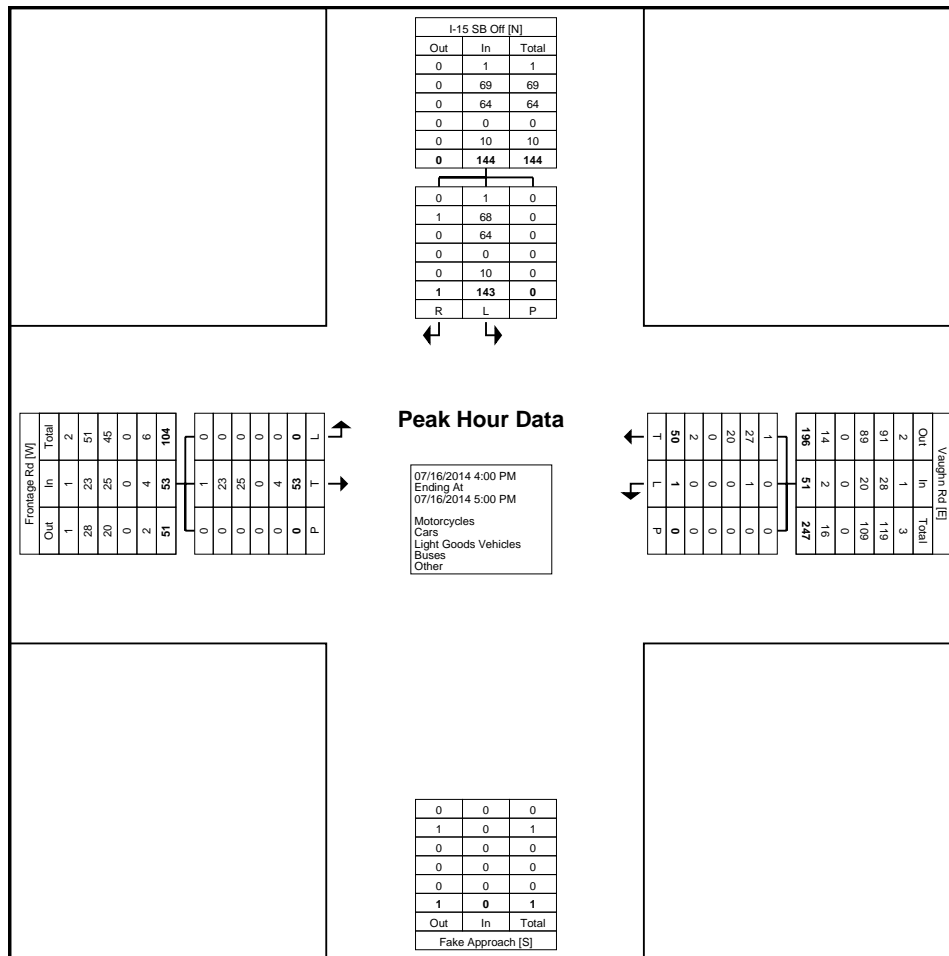 I-15 SB Off [N]
Out In Total
0 1 1
0 69 69
0 64 64
0 0 0
0 10 10
0 144 144
0 1 0
1 68 0
0 64 0
0 0 0
0 10 0
1 143 0
R L P
Frontage Rd [W]
Total In Out
2 1 1
51 23 28
45 25 20
0 0 0
6 4 2
104 53 51
0 1 0
0 23 0
0 25 0
0 0 0
0 4 0
0 53 0
L T P
Peak Hour Data
07/16/2014 4:00 PM
Ending At
07/16/2014 5:00 PM
Motorcycles
Cars
Light Goods Vehicles
Buses
Other
Vaughn Rd [E]
Out In Total
2 1 3
91 28 119
89 20 109
0 0 0
14 2 16
196 51 247
1 0 0
27 1 0
20 0 0
0 0 0
2 0 0
50 1 0
T L P
0 0 0
1 0 1
0 0 0
0 0 0
0 0 0
1 0 1
Out In Total
Fake Approach [S]